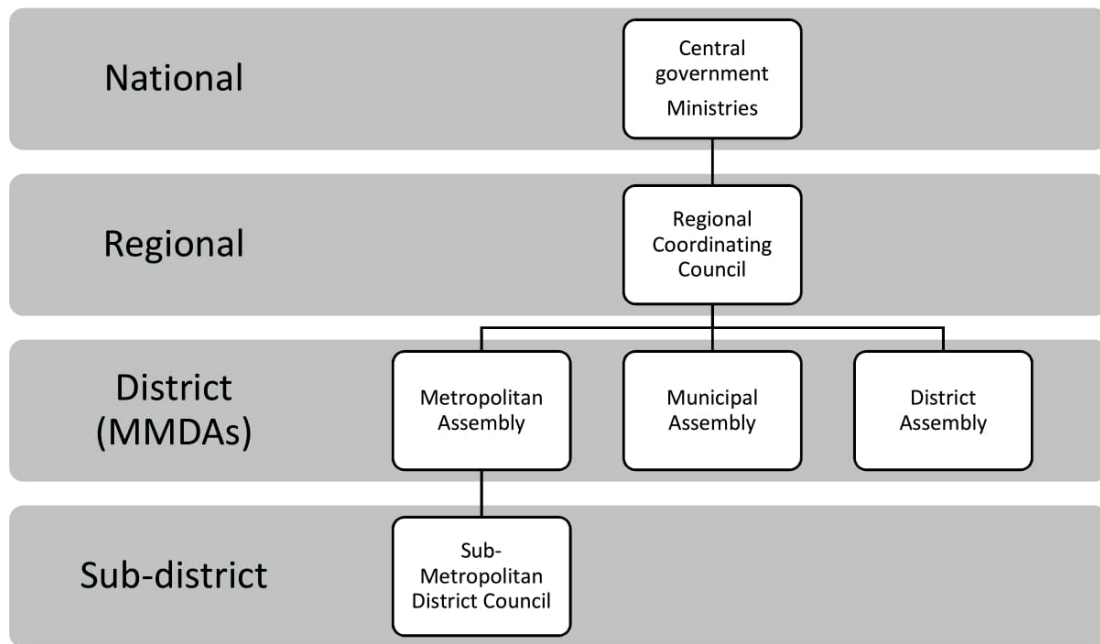 National
Central
government
Ministries
Regional
Regional
Coordinating
Council
District
(MMDAs)
Metropolitan
Assembly
Municipal
Assembly
District
Assembly
Sub-district
Sub-
Metropolitan
District Council